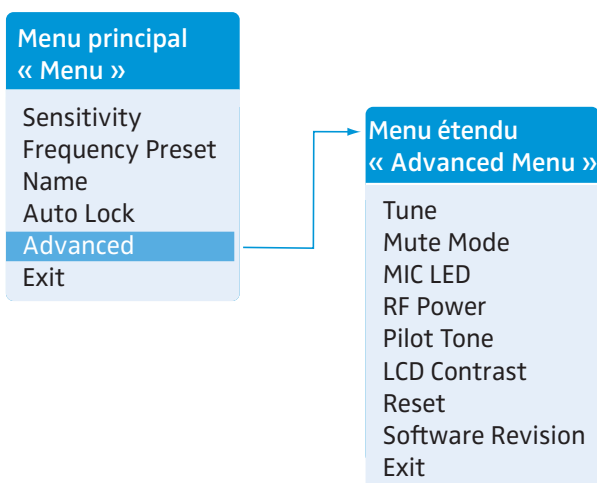 Menu principal
« Menu »
Sensitivity
Frequency Preset
Name
Auto Lock
Advanced
Exit
Menu étendu
« Advanced Menu »
Tune
Mute Mode
MIC LED
RF Power
Pilot Tone
LCD Contrast
Reset
Software Revision
Exit